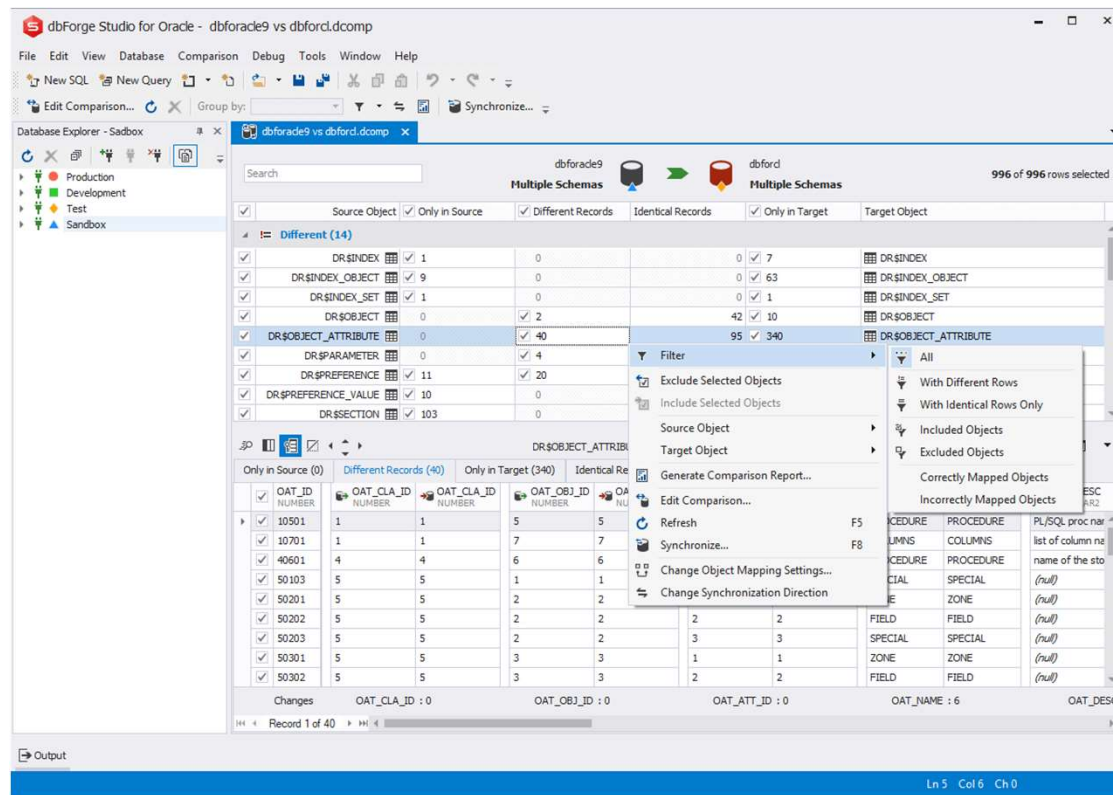 dbForge Studio for Oracle - dbforacle9 vs dbforcl.dcomp
File Edit View Database Comparison Debug Tools Window Help
New SQL New Query
Edit Comparison... Group by: Synchronize...
Database Explorer - Sadbox
Production
Development
Test
Sandbox
dbforacle9 vs dbforcl.dcomp
Search
dbforacle9
Multiple Schemas
dbforcl
Multiple Schemas
996 of 996 rows selected
Source Object Only in Source Different Records Identical Records Only in Target Target Object
Different (14)
DR$INDEX 1 0 0 7 DR$INDEX
DR$INDEX_OBJECT 9 0 0 63 DR$INDEX_OBJECT
DR$INDEX_SET 1 0 0 1 DR$INDEX_SET
DR$OBJECT 0 2 42 10 DR$OBJECT
DR$OBJECT_ATTRIBUTE 0 40 95 340 DR$OBJECT_ATTRIBUTE
DR$PARAMETER 0 4
DR$PREFERENCE 11 20
DR$PREFERENCE_VALUE 10 0
DR$SECTION 103 0
Filter
Exclude Selected Objects
Include Selected Objects
Source Object
Target Object
Generate Comparison Report...
Edit Comparison...
Refresh F5
Synchronize... F8
Change Object Mapping Settings...
Change Synchronization Direction
All
With Different Rows
With Identical Rows Only
Included Objects
Excluded Objects
Correctly Mapped Objects
Incorrectly Mapped Objects
DR$OBJECT_ATTRIBU
Only in Source (0) Different Records (40) Only in Target (340) Identical Re
OAT_ID OAT_CLA_ID OAT_CLA_ID OAT_OBJ_ID OA ESC
NUMBER NUMBER NUMBER NUMBER NU AR2
10501 1 1 5 5 OCEDURE PROCEDURE PL/SQL proc nar
10701 1 1 7 7 LUMNS COLUMNS list of column na
40601 4 4 6 6 OCEDURE PROCEDURE name of the sto
50103 5 5 1 1 CIAL SPECIAL (null)
50201 5 5 2 2 E ZONE (null)
50202 5 5 2 2 2 2 FIELD FIELD (null)
50203 5 5 2 2 3 3 SPECIAL SPECIAL (null)
50301 5 5 3 3 1 1 ZONE ZONE (null)
50302 5 5 3 3 2 2 FIELD FIELD (null)
Changes OAT_CLA_ID : 0 OAT_OBJ_ID : 0 OAT_ATT_ID : 0 OAT_NAME : 6 OAT_DES
Record 1 of 40
Output
Ln 5 Col 6 Ch 0